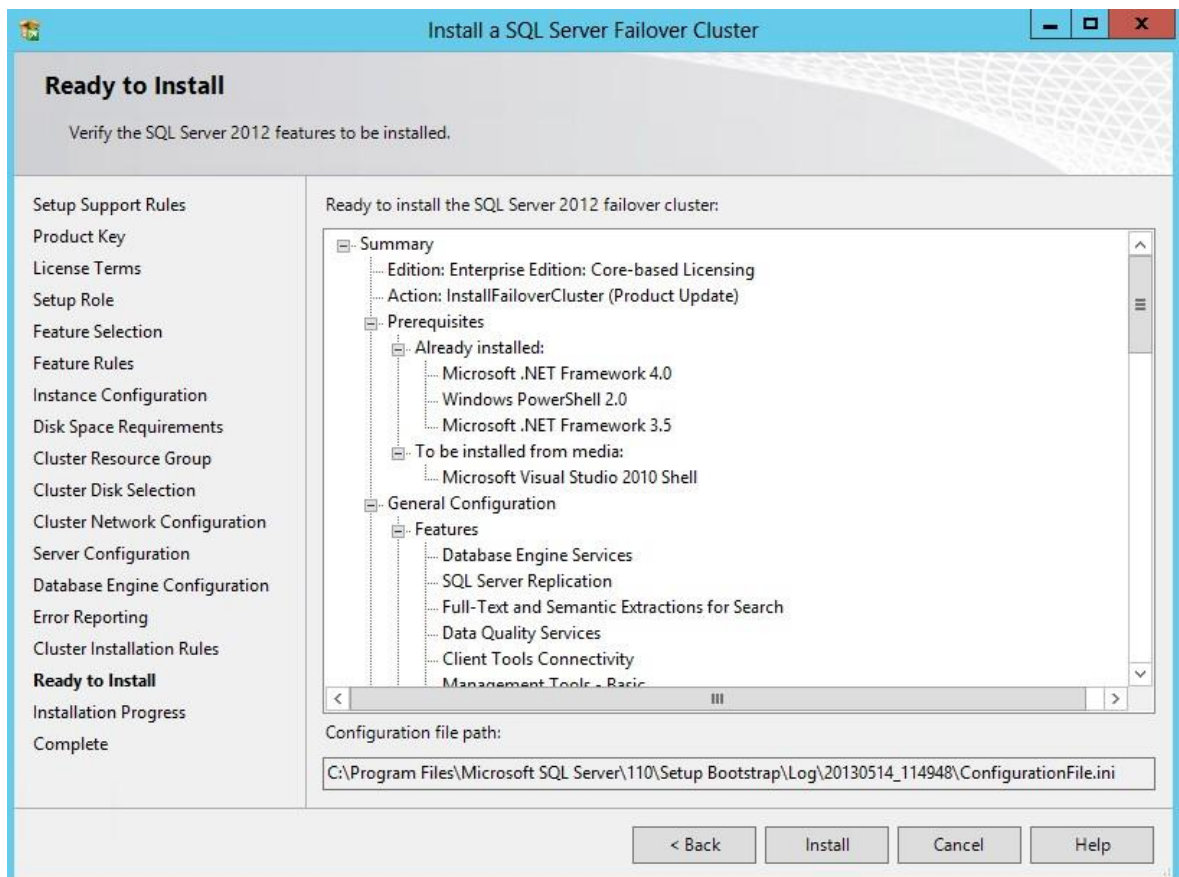 Install a SQL Server Failover Cluster
Ready to Install
Verify the SQL Server 2012 features to be installed.
Setup Support Rules
Product Key
License Terms
Setup Role
Feature Selection
Feature Rules
Instance Configuration
Disk Space Requirements
Cluster Resource Group
Cluster Disk Selection
Cluster Network Configuration
Server Configuration
Database Engine Configuration
Error Reporting
Cluster Installation Rules
Ready to Install
Installation Progress
Complete
Ready to install the SQL Server 2012 failover cluster:
Summary
Edition: Enterprise Edition: Core-based Licensing
Action: InstallFailoverCluster (Product Update)
Prerequisites
Already installed:
Microsoft .NET Framework 4.0
Windows PowerShell 2.0
Microsoft .NET Framework 3.5
To be installed from media:
Microsoft Visual Studio 2010 Shell
General Configuration
Features
Database Engine Services
SQL Server Replication
Full-Text and Semantic Extractions for Search
Data Quality Services
Client Tools Connectivity
Management Tools - Basic
Configuration file path:
C:\Program Files\Microsoft SQL Server\110\Setup Bootstrap\Log\20130514_114948\ConfigurationFile.ini
< Back
Install
Cancel
Help